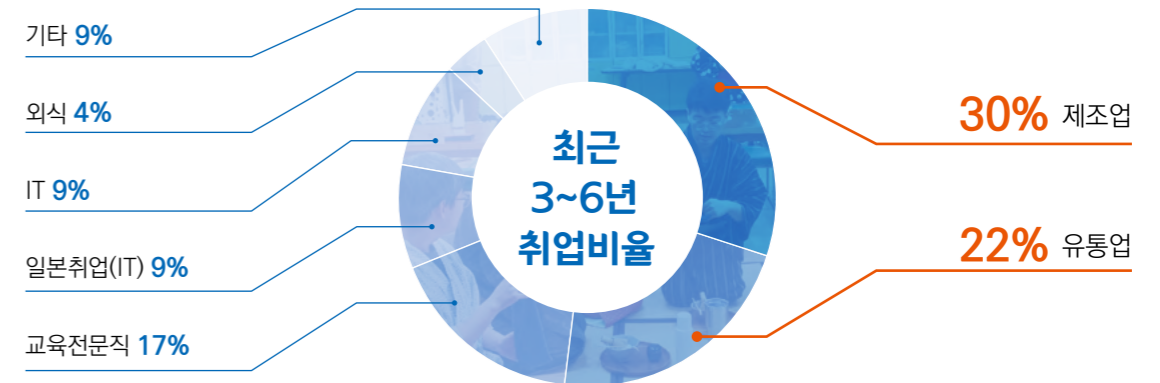 기타 9%
외식 4%
IT 9%
일본취업(IT) 9%
교육전문직 17%
최근
3~6년
취업비율
30% 제조업
22% 유통업